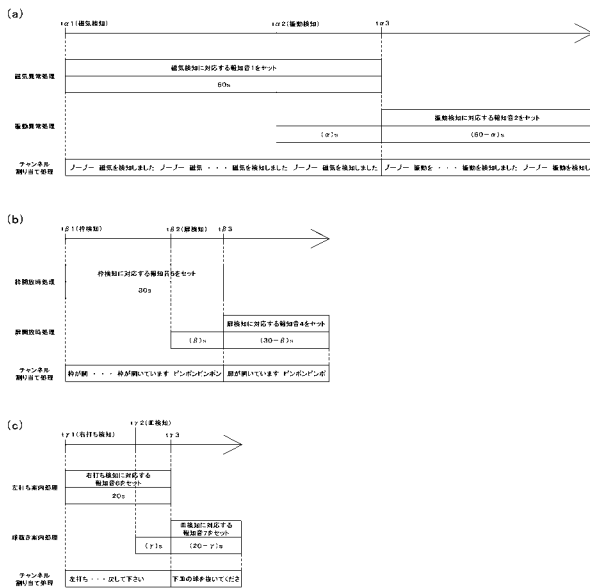 (a)
tα1(磁気検知)
tα2(振動検知)
tα3
磁気異常処理
磁気検知に対応する報知音1をセット
60s
振動異常処理
振動検知に対応する報知音2をセット
(α)s
(60-α)s
チャンネル
割り当て処理
ノーノー 磁気を検知しました ノーノー 磁気 ・・・ 磁気を検知しました ノーノー 磁気を検知しました
ノーノー 振動を ・・・ 振動を検知しました ノーノー 振動を検知し
(b)
tβ1(枠検知)
tβ2(扉検知)
tβ3
枠開放時処理
枠検知に対応する報知音5をセット
30s
扉開放時処理
扉検知に対応する報知音4をセット
(β)s
(30-β)s
チャンネル
割り当て処理
枠が開 ・・・ 枠が開いています ピンポンピンポン
扉が開いています ピンポンピンポ
(c)
tγ2(皿検知)
tγ1(右打ち検知)
tγ3
左打ち案内処理
右打ち検知に対応する
報知音6をセット
20s
球抜き案内処理
皿検知に対応する
報知音7をセット
(γ)s
(20-γ)s
チャンネル
割り当て処理
左打ち・・・戻して下さい
下皿の球を抜いてくださ